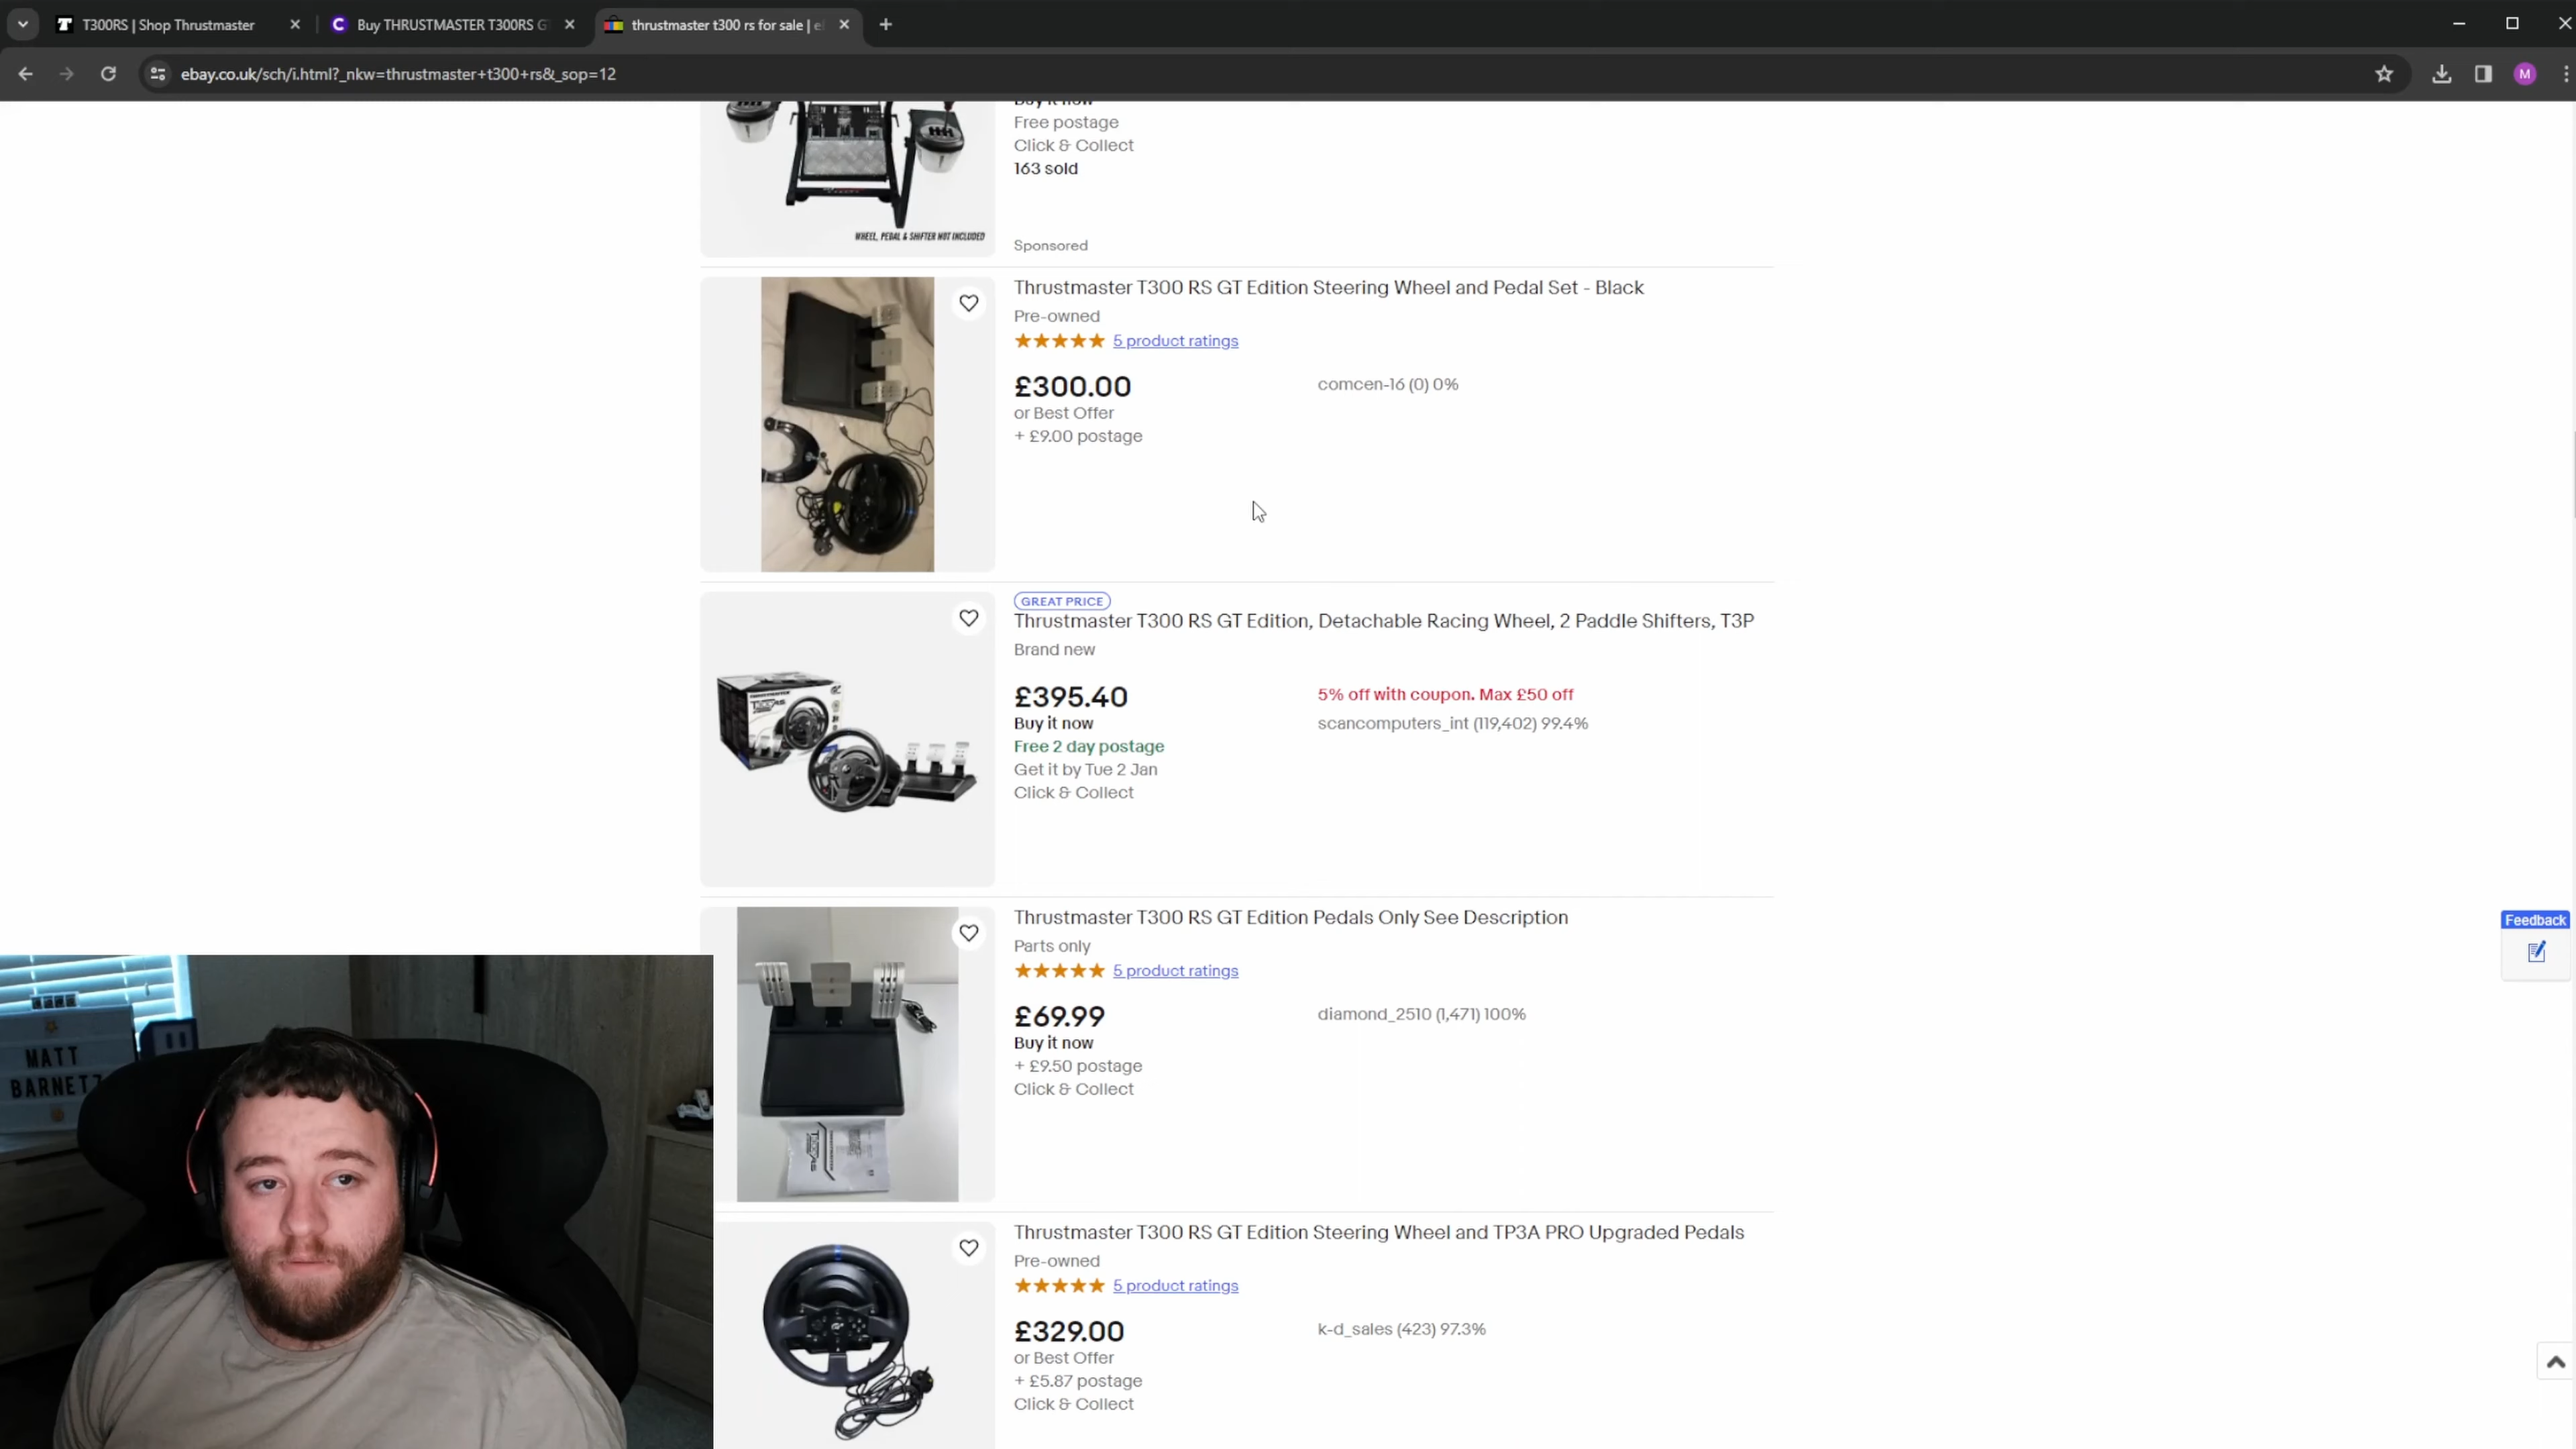 T300RS | Shop Thrustmaster
Buy THRUSTMASTER T300RS G
thrustmaster t300 rs for sale | e
ebay.co.uk/sch/i.html?_nkw=thrustmaster+t300+rs&_sop=12
M
Buy it now
Free postage
Click & Collect
163 sold
WHEEL, PEDAL & SHIFTER NOT INCLUDED
Sponsored
Thrustmaster T300 RS GT Edition Steering Wheel and Pedal Set - Black
Pre-owned
5 product ratings
£300.00
comcen-16 (0) 0%
or Best Offer
+ £9.00 postage
GREAT PRICE
Thrustmaster T300 RS GT Edition, Detachable Racing Wheel, 2 Paddle Shifters, T3P
Brand new
£395.40
5% off with coupon. Max £50 off
Buy it now
scancomputers_int (119,402) 99.4%
Free 2 day postage
Get it by Tue 2 Jan
Click & Collect
Thrustmaster T300 RS GT Edition Pedals Only See Description
Parts only
5 product ratings
£69.99
diamond_2510 (1,471) 100%
Buy it now
+ £9.50 postage
Click & Collect
Feedback
Thrustmaster T300 RS GT Edition Steering Wheel and TP3A PRO Upgraded Pedals
Pre-owned
5 product ratings
£329.00
k-d_sales (423) 97.3%
or Best Offer
+ £5.87 postage
Click & Collect
MATT
BARNETZ